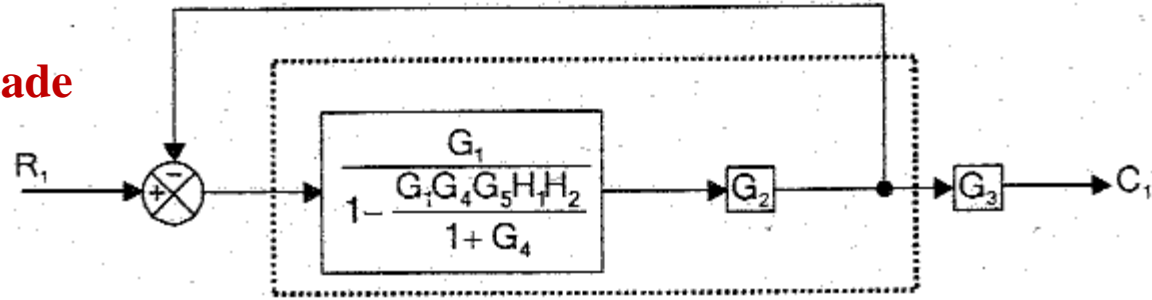 ade
R₁
+
−
G₁
1− G₁G₄G₅H₁H₂
1+ G₄
G₂
G₃
C₁